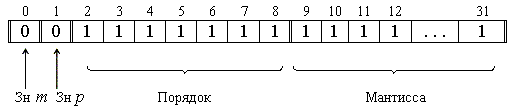 0 1 2 3 4 5 6 7 8 9 10 11 12 31
0 0 1 1 1 1 1 1 1 1 1 1 1 ... 1
Зн m Зн p Порядок Мантисса